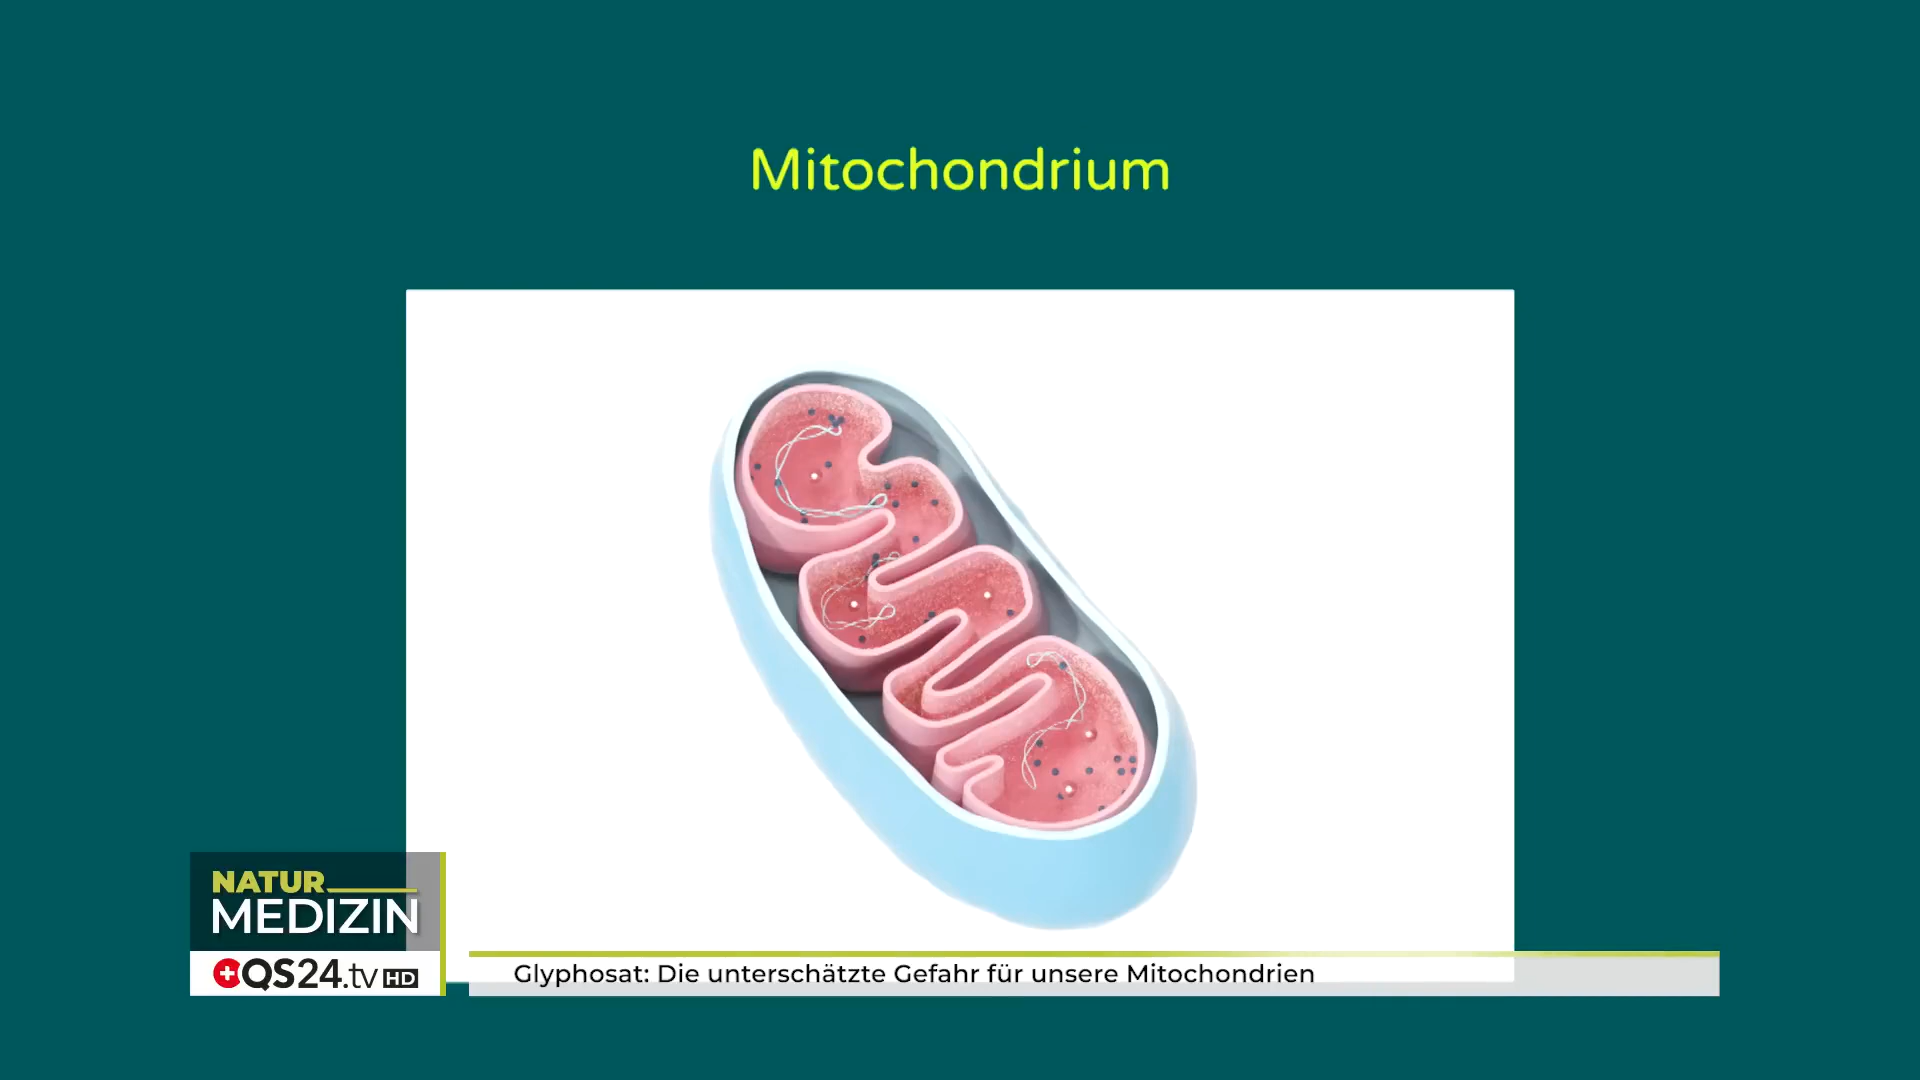 Mitochondrium
NATUR
MEDIZIN
QS24.tv HD
Glyphosat: Die unterschätzte Gefahr für unsere Mitochondrien